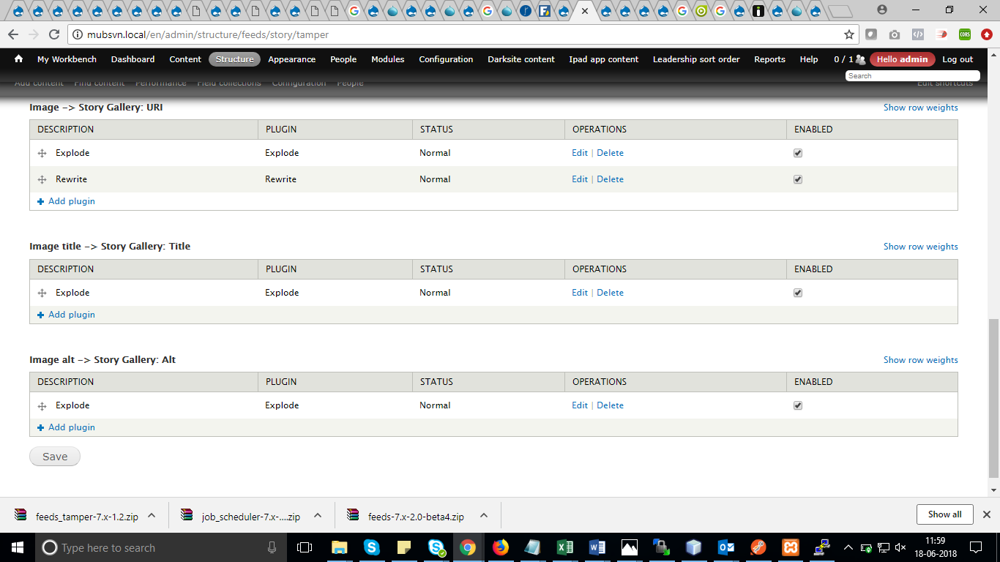 mubsvn.local/en/admin/structure/feeds/story/tamper
CORS
My Workbench Dashboard Content Structure Appearance People Modules Configuration Darksite content Ipad app content Leadership sort order Reports Help 0 / 1 Hello admin Log out
Search
Add content Find content Performance Field collections Configuration People Edit shortcuts
Image -> Story Gallery: URI Show row weights
DESCRIPTION PLUGIN STATUS OPERATIONS ENABLED
Explode Explode Normal Edit | Delete
Rewrite Rewrite Normal Edit | Delete
Add plugin
Image title -> Story Gallery: Title Show row weights
DESCRIPTION PLUGIN STATUS OPERATIONS ENABLED
Explode Explode Normal Edit | Delete
Add plugin
Image alt -> Story Gallery: Alt Show row weights
DESCRIPTION PLUGIN STATUS OPERATIONS ENABLED
Explode Explode Normal Edit | Delete
Add plugin
Save
feeds_tamper-7.x-1.2.zip job_scheduler-7.x-....zip feeds-7.x-2.0-beta4.zip Show all
Type here to search
11:59
18-06-2018